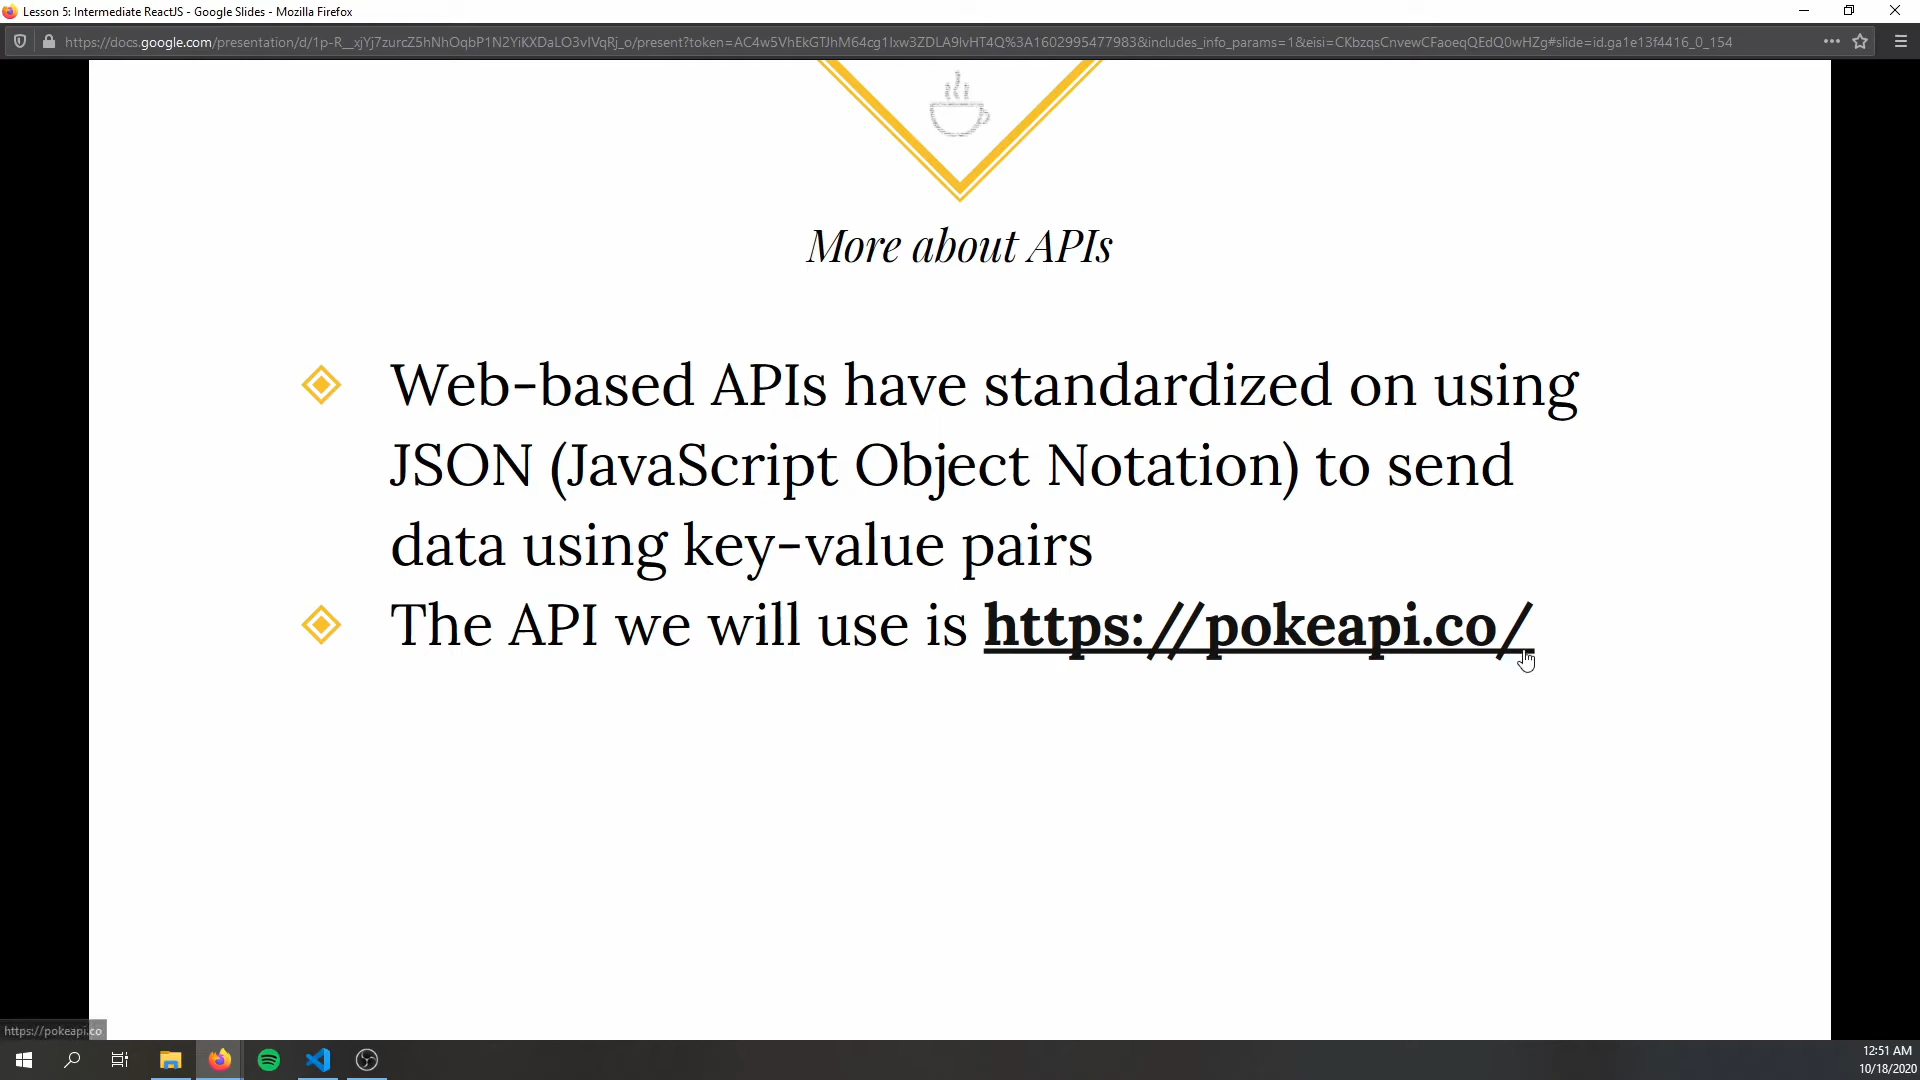 Lesson 5: Intermediate ReactJS - Google Slides - Mozilla Firefox
More about APIs
Web-based APIs have standardized on using
JSON (JavaScript Object Notation) to send
data using key-value pairs
The API we will use is https://pokeapi.co/
https://pokeapi.co
12:51 AM
10/18/2020